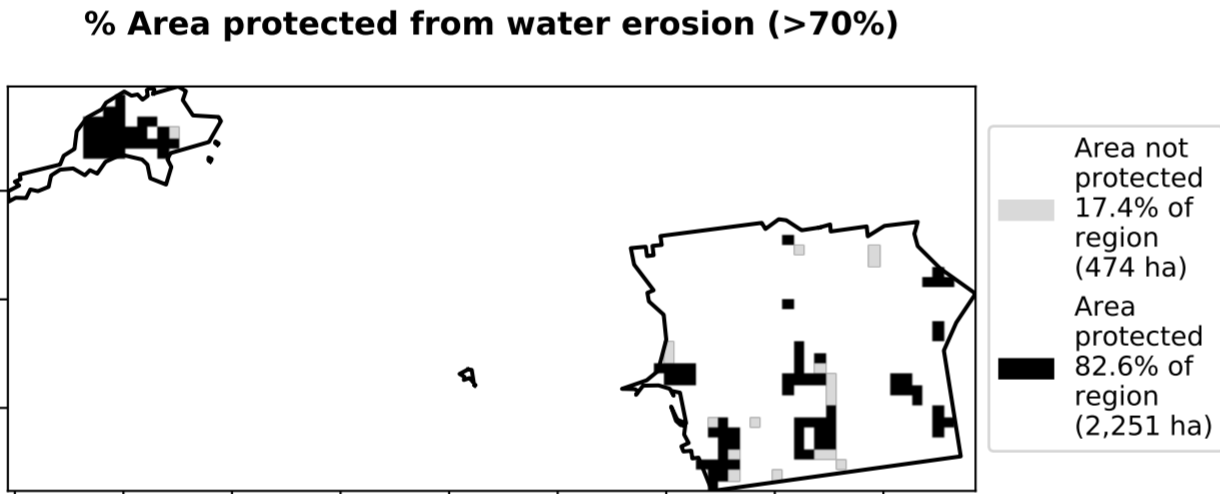 % Area protected from water erosion (>70%)
Area not
protected
17.4% of
region
(474 ha)
Area
protected
82.6% of
region
(2,251 ha)